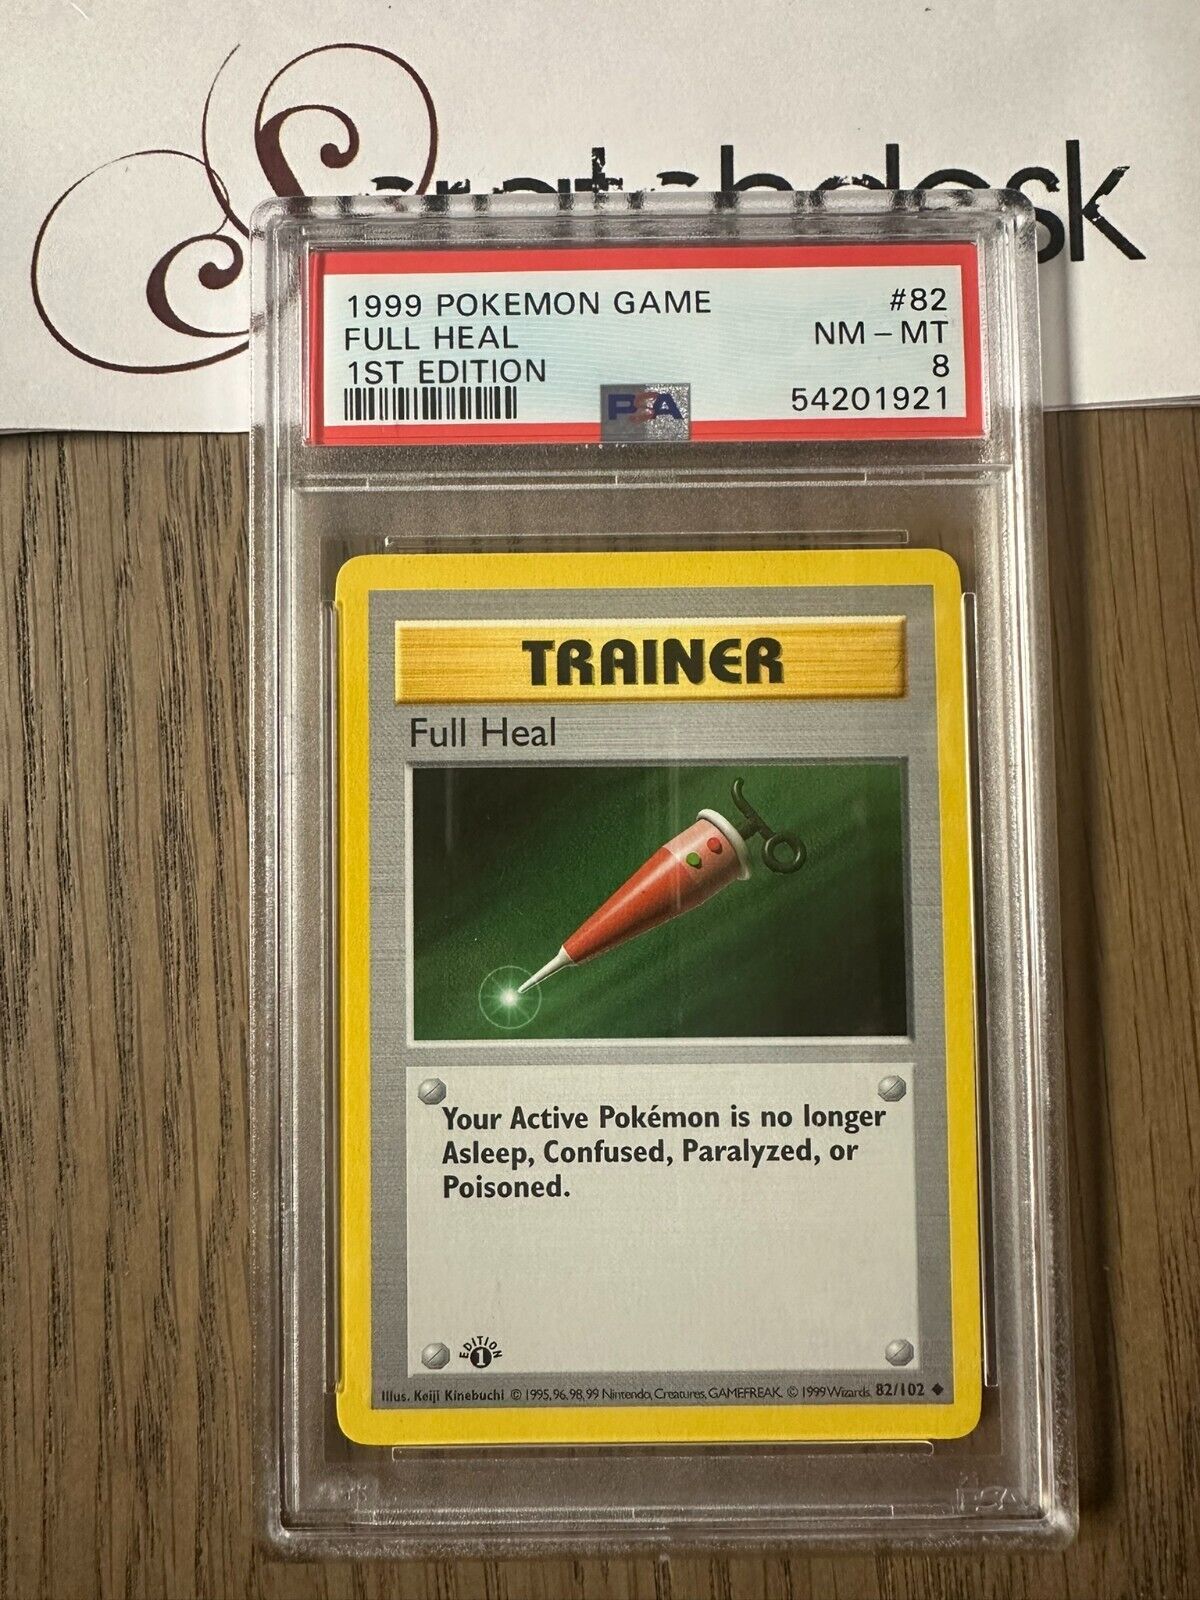 1999 POKEMON GAME #82
FULL HEAL NM - MT
1ST EDITION 8
PSA 54201921
TRAINER
Full Heal
Your Active Pokémon is no longer
Asleep, Confused, Paralyzed, or
Poisoned.
EDITION 1
Illus. Keiji Kinebuchi © 1995, 96, 98, 99 Nintendo, Creatures, GAMEFREAK. © 1999 Wizards. 82/102
PSA